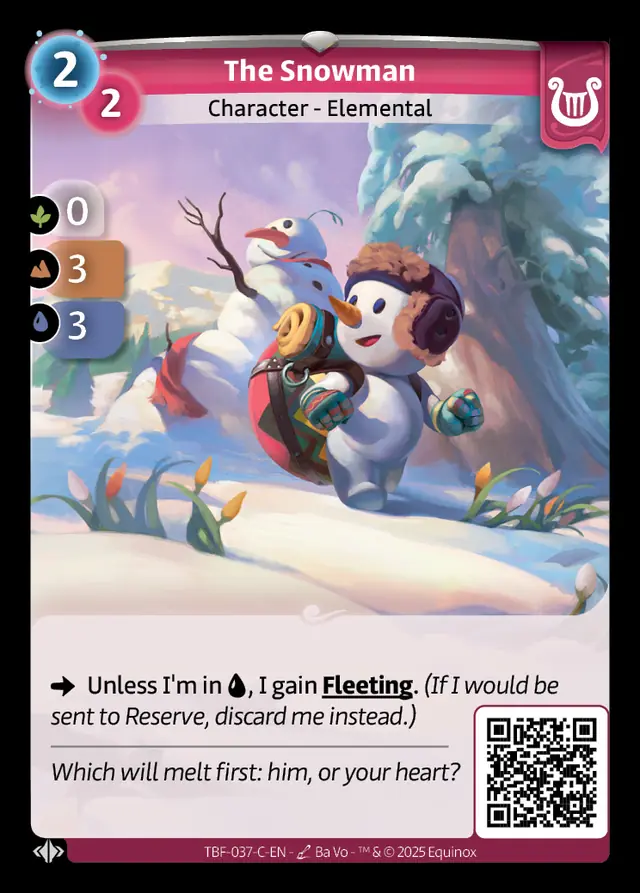 2
The Snowman
2
Character - Elemental
0
3
3
Unless I'm in , I gain Fleeting. (If I would be
sent to Reserve, discard me instead.)
Which will melt first: him, or your heart?
TBF-037-C-EN - Ba Vo - ™ & © 2025 Equinox